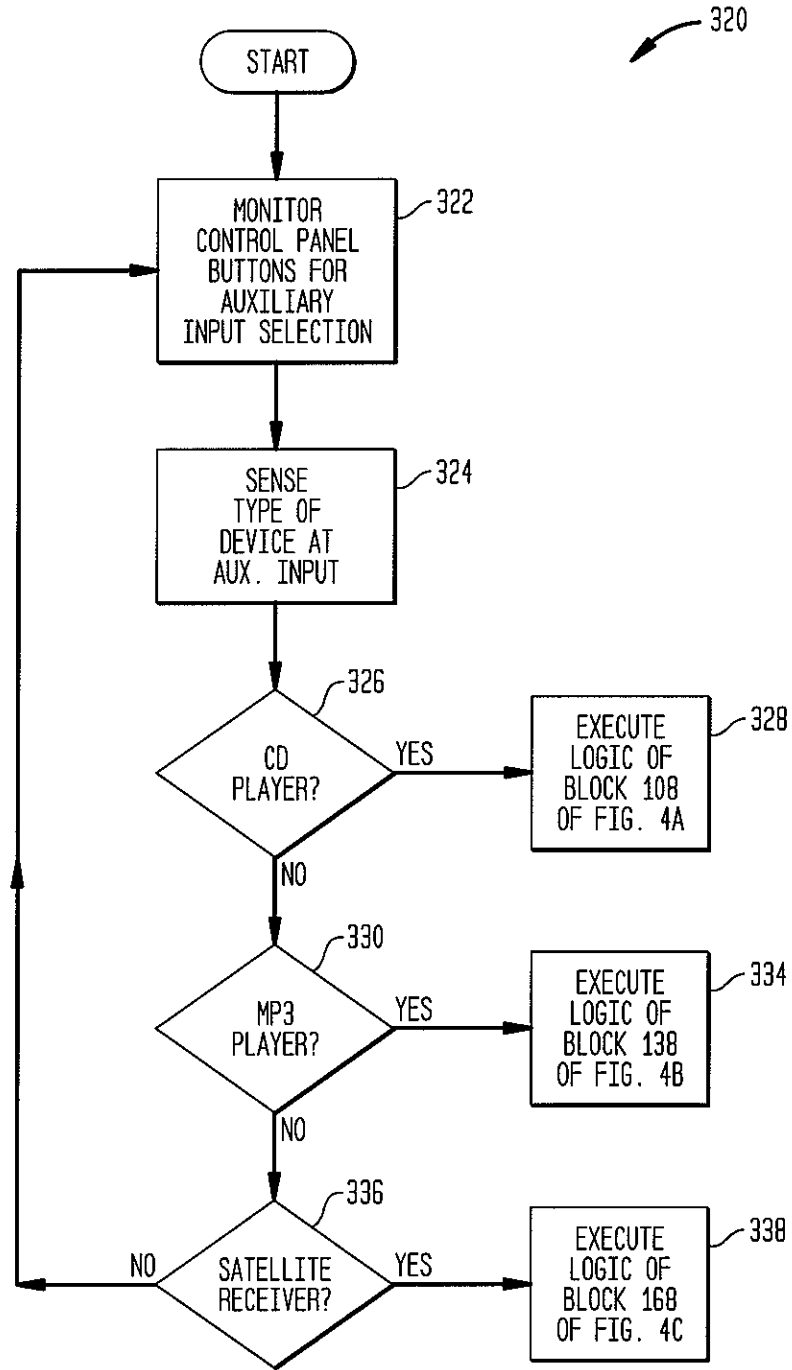 320
START
322
MONITOR
CONTROL PANEL
BUTTONS FOR
AUXILIARY
INPUT SELECTION
324
SENSE
TYPE OF
DEVICE AT
AUX. INPUT
326
CD
PLAYER?
YES
NO
328
EXECUTE
LOGIC OF
BLOCK 108
OF FIG. 4A
330
MP3
PLAYER?
YES
NO
334
EXECUTE
LOGIC OF
BLOCK 138
OF FIG. 4B
336
NO
SATELLITE
RECEIVER?
YES
338
EXECUTE
LOGIC OF
BLOCK 168
OF FIG. 4C